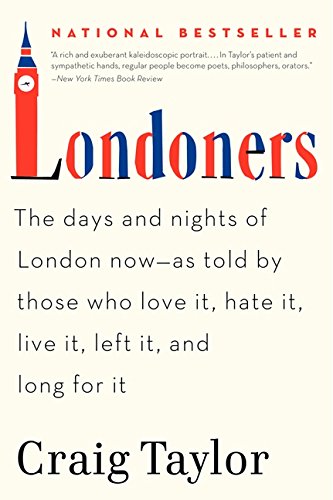 NATIONAL BESTSELLER
"A rich and exuberant kaleidoscopic portrait. . . . In Taylor's patient and
sympathetic hands, regular people become poets, philosophers, orators."
—New York Times Book Review
Londoners
The days and nights of
London now—as told by
those who love it, hate it,
live it, left it, and
long for it
Craig Taylor